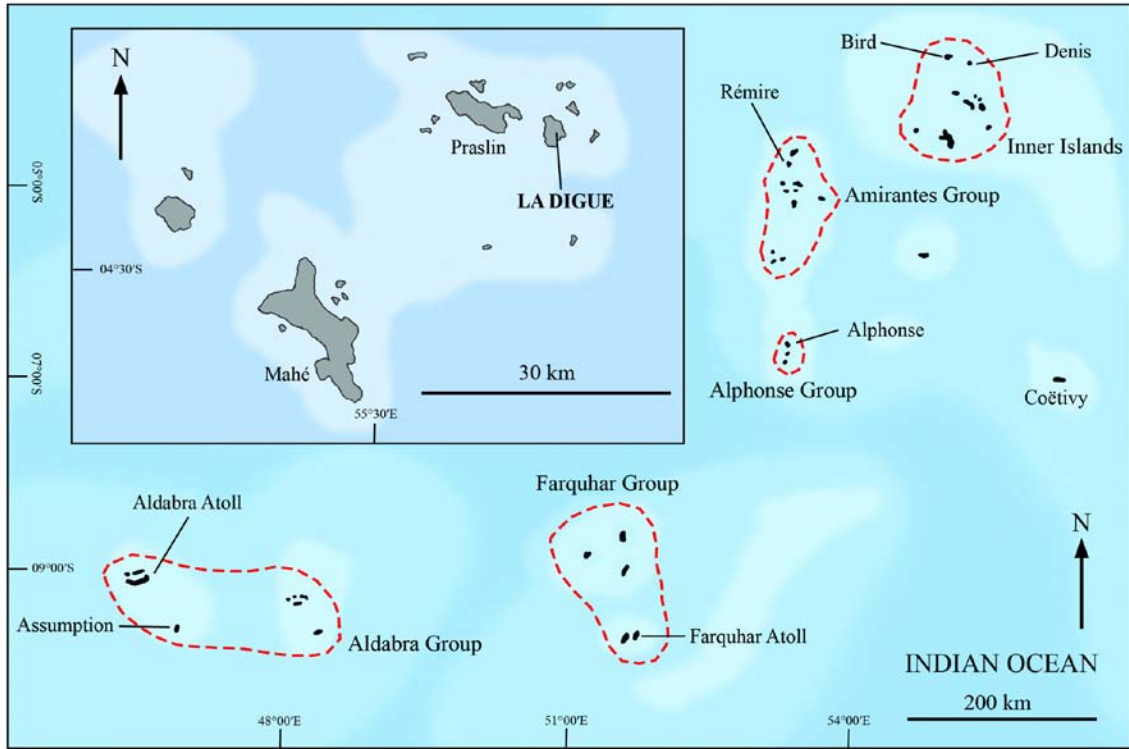 N
Praslin
LA DIGUE
04°30'S
Mahé
30 km
55°30'E
05°00'S
07°00'S
09°00'S
Bird
Denis
Rémire
Inner Islands
Amirantes Group
Alphonse
Alphonse Group
Coëtivy
Aldabra Atoll
Assumption
Aldabra Group
Farquhar Group
Farquhar Atoll
N
INDIAN OCEAN
200 km
48°00'E
51°00'E
54°00'E